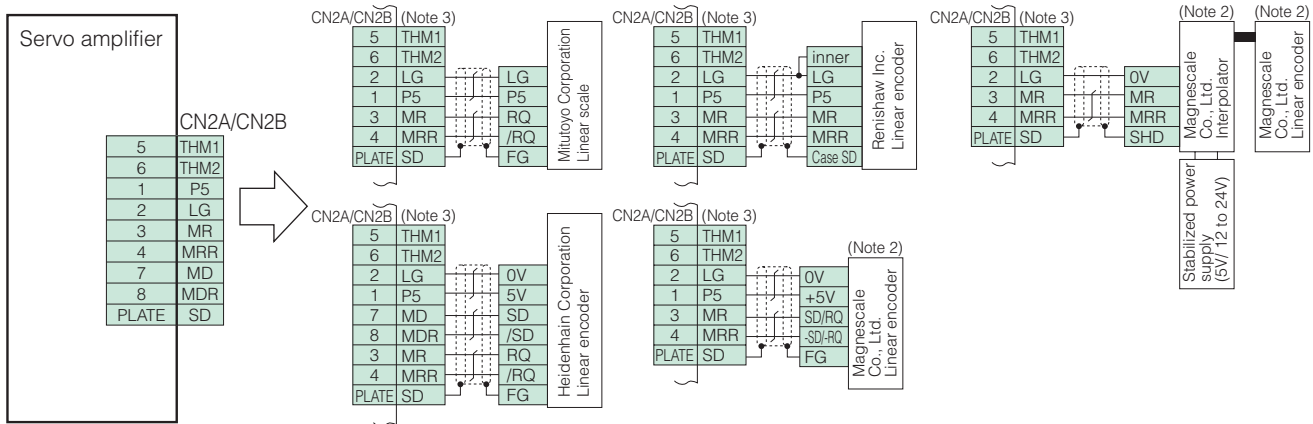 Servo amplifier
CN2A/CN2B
5 THM1
6 THM2
1 P5
2 LG
3 MR
4 MRR
7 MD
8 MDR
PLATE SD
CN2A/CN2B (Note 3)
5 THM1
6 THM2
2 LG LG
1 P5 P5
3 MR RQ
4 MRR /RQ
PLATE SD FG
Mitutoyo Corporation
Linear scale
CN2A/CN2B (Note 3)
5 THM1
6 THM2 inner
2 LG LG
1 P5 P5
3 MR MR
4 MRR MRR
PLATE SD Case SD
Renishaw Inc.
Linear encoder
CN2A/CN2B (Note 3)
5 THM1
6 THM2
2 LG 0V
3 MR MR
4 MRR MRR
PLATE SD SHD
(Note 2)
Magnescale
Co., Ltd.
Interpolator
(Note 2)
Magnescale
Co., Ltd.
Linear encoder
Stabilized power
supply
(5V/ 12 to 24V)
CN2A/CN2B (Note 3)
5 THM1
6 THM2
2 LG 0V
1 P5 5V
7 MD SD
8 MDR /SD
3 MR RQ
4 MRR /RQ
PLATE SD FG
Heidenhain Corporation
Linear encoder
CN2A/CN2B (Note 3)
5 THM1
6 THM2
2 LG 0V
1 P5 +5V
3 MR SD/RQ
4 MRR -SD/-RQ
PLATE SD FG
(Note 2)
Magnescale
Co., Ltd.
Linear encoder